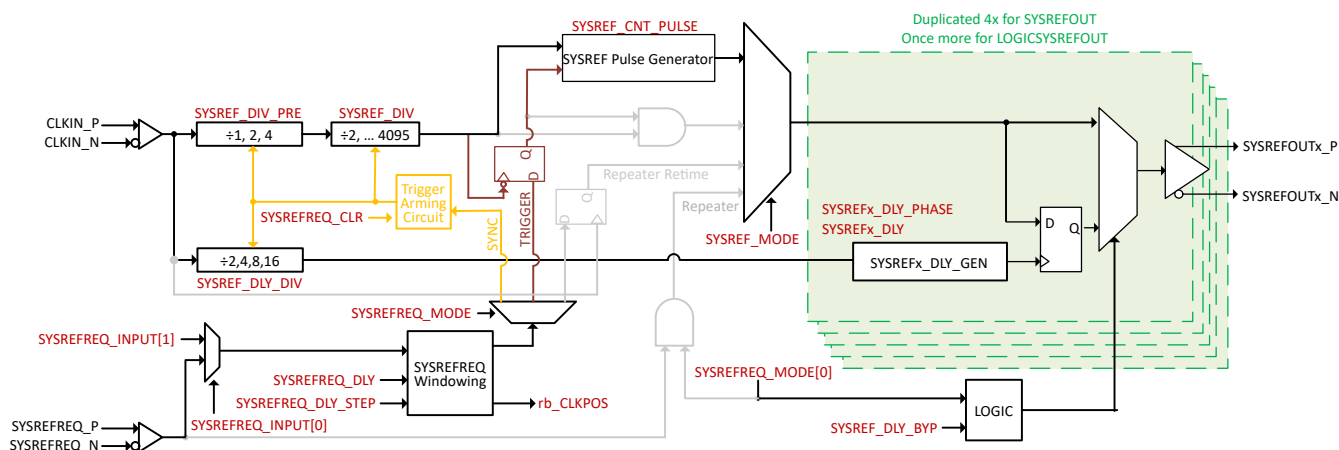 Duplicated 4x for SYSREFOUT
Once more for LOGICSYSREFOUT
SYSREF_CNT_PULSE
SYSREF Pulse Generator
SYSREF_DIV_PRE
SYSREF_DIV
CLKIN_P
CLKIN_N
÷1, 2, 4
÷2, ... 4095
Q
D
SYSREFOUTx_P
SYSREFOUTx_N
Repeater Retime
Trigger
Arming
Circuit
SYSREFREQ_CLR
Q
D
Repeater
SYNC
TRIGGER
SYSREF_MODE
SYSREFx_DLY_PHASE
SYSREFx_DLY
D
Q
÷2,4,8,16
SYSREF_DLY_DIV
SYSREFx_DLY_GEN
SYSREFREQ_MODE
SYSREFREQ_INPUT[1]
SYSREFREQ
Windowing
SYSREFREQ_DLY
SYSREFREQ_DLY_STEP
rb_CLKPOS
SYSREFREQ_MODE[0]
SYSREFREQ_INPUT[0]
LOGIC
SYSREF_DLY_BYP
SYSREFREQ_P
SYSREFREQ_N